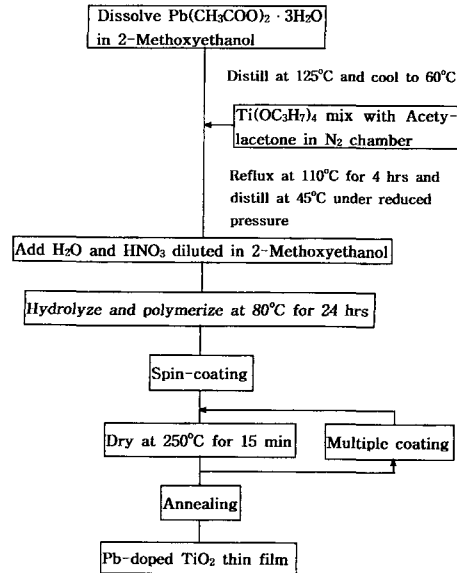 Dissolve Pb(CH₃COO)₂ · 3H₂O
in 2-Methoxyethanol
Distill at 125°C and cool to 60°C
Ti(OC₃H₇)₄ mix with Acety-
lacetone in N₂ chamber
Reflux at 110°C for 4 hrs and
distill at 45°C under reduced
pressure
Add H₂O and HNO₃ diluted in 2-Methoxyethanol
Hydrolyze and polymerize at 80°C for 24 hrs
Spin-coating
Dry at 250°C for 15 min
Multiple coating
Annealing
Pb-doped TiO₂ thin film